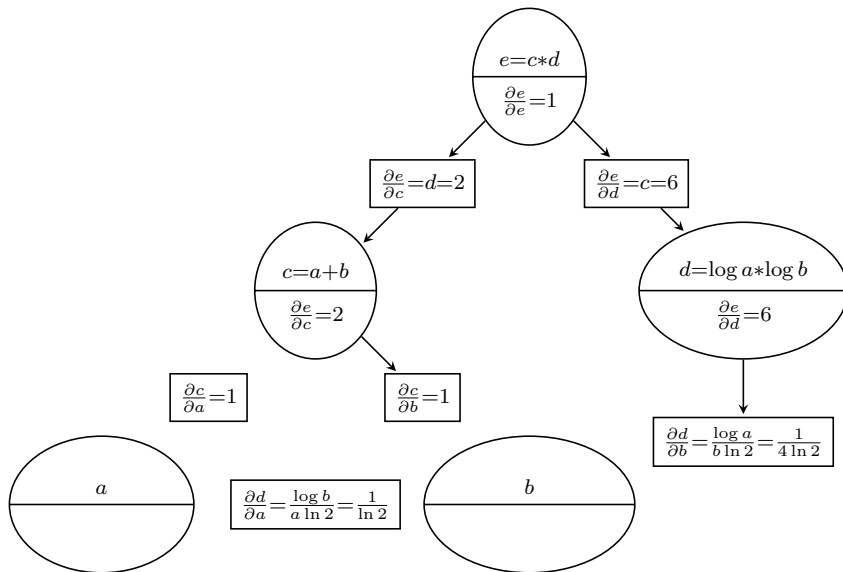 e=c*d
∂e/∂e=1
∂e/∂c=d=2
∂e/∂d=c=6
c=a+b
∂e/∂c=2
d=log a*log b
∂e/∂d=6
∂c/∂a=1
∂c/∂b=1
∂d/∂b=log a/b ln 2=1/4 ln 2
a
∂d/∂a=log b/a ln 2=1/ln 2
b